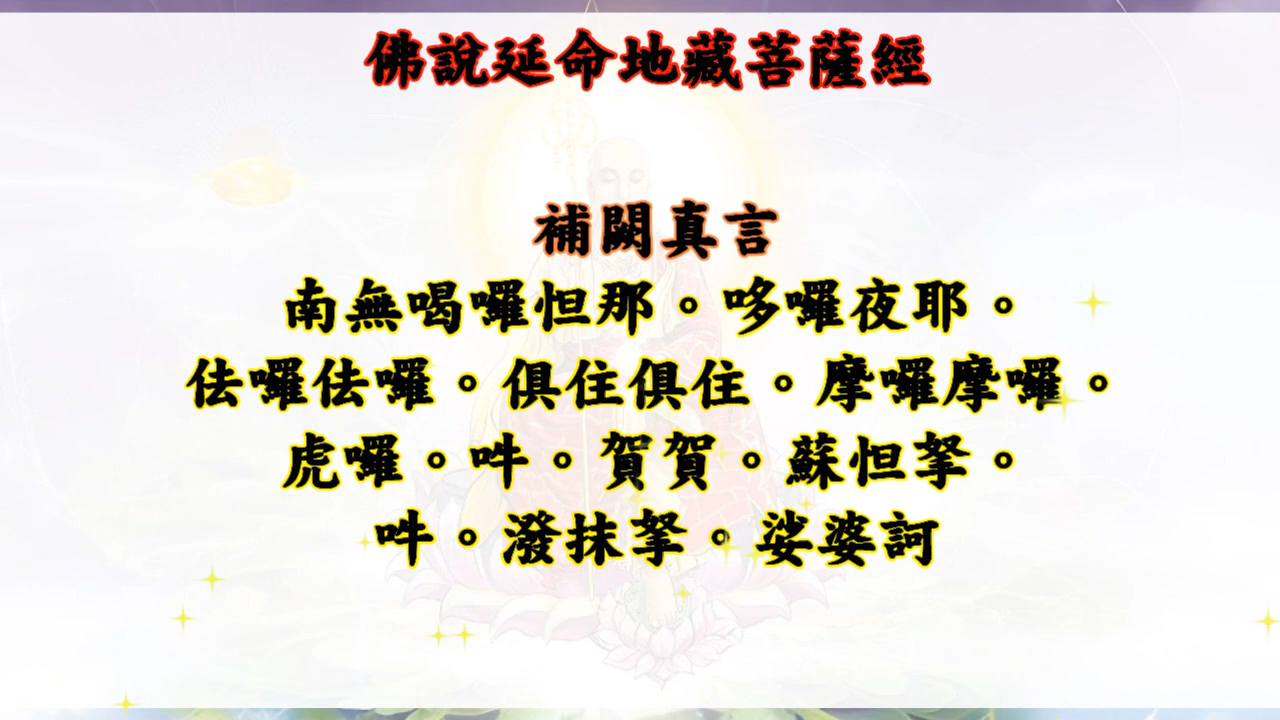 佛說延命地藏菩薩經
補闕真言
南無喝囉怛那。哆囉夜耶。
佉囉佉囉。俱住俱住。摩囉摩囉。
虎囉。吽。賀賀。蘇怛拏。
吽。潑抹拏。娑婆訶